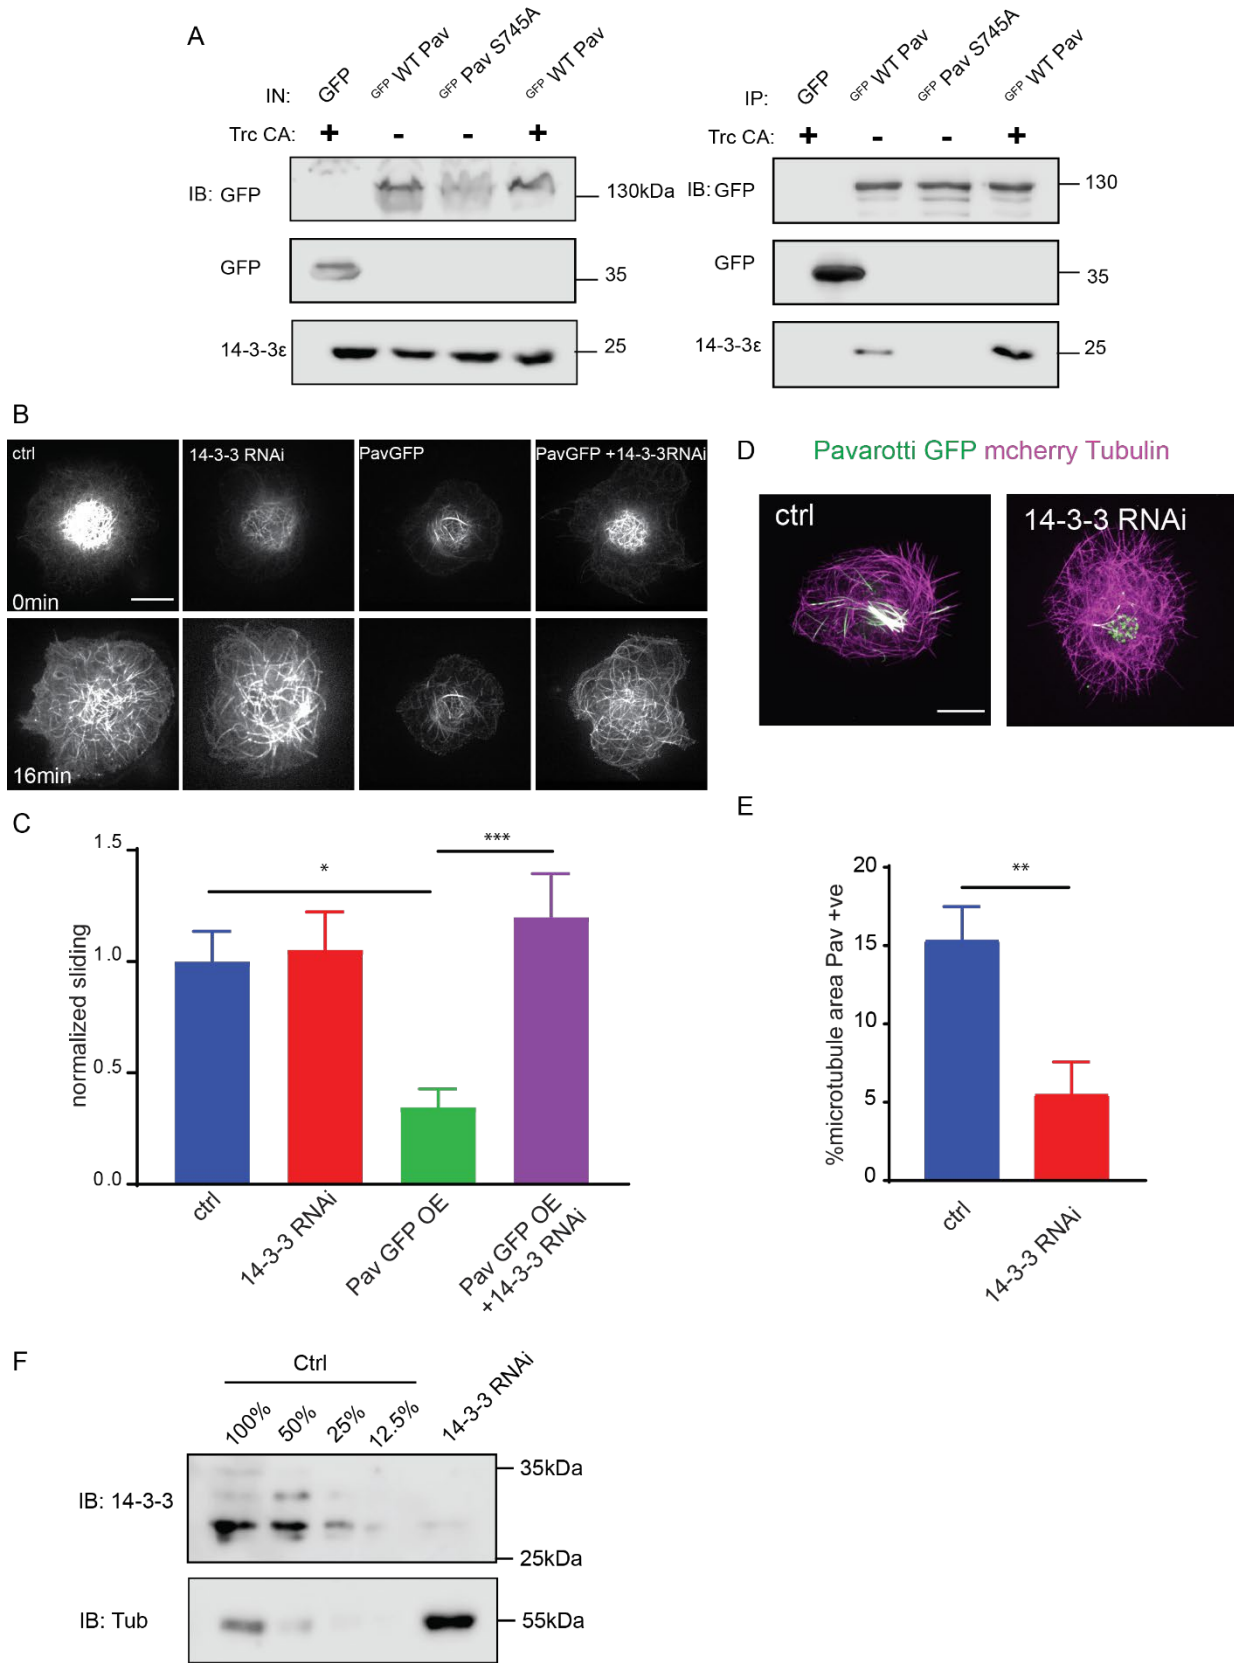 A
IN: GFP GFP WT Pav GFP Pav S745A GFP WT Pav
Trc CA: + - - +
IB: GFP 130kDa
GFP 35
14-3-3ε 25
IP: GFP GFP WT Pav GFP Pav S745A GFP WT Pav
Trc CA: + - - +
IB: GFP 130
GFP 35
14-3-3ε 25
B
ctrl 14-3-3 RNAi PavGFP PavGFP +14-3-3RNAi
0min
16min
C
normalized sliding
1.5
1.0
0.5
0.0
* ***
ctrl
14-3-3 RNAi
Pav GFP OE
Pav GFP OE
+14-3-3 RNAi
D
Pavarotti GFP mcherry Tubulin
ctrl 14-3-3 RNAi
E
%microtubule area Pav +ve
20
15
10
5
0
**
ctrl
14-3-3 RNAi
F
Ctrl
100% 50% 25% 12.5% 14-3-3 RNAi
IB: 14-3-3 35kDa
25kDa
IB: Tub 55kDa